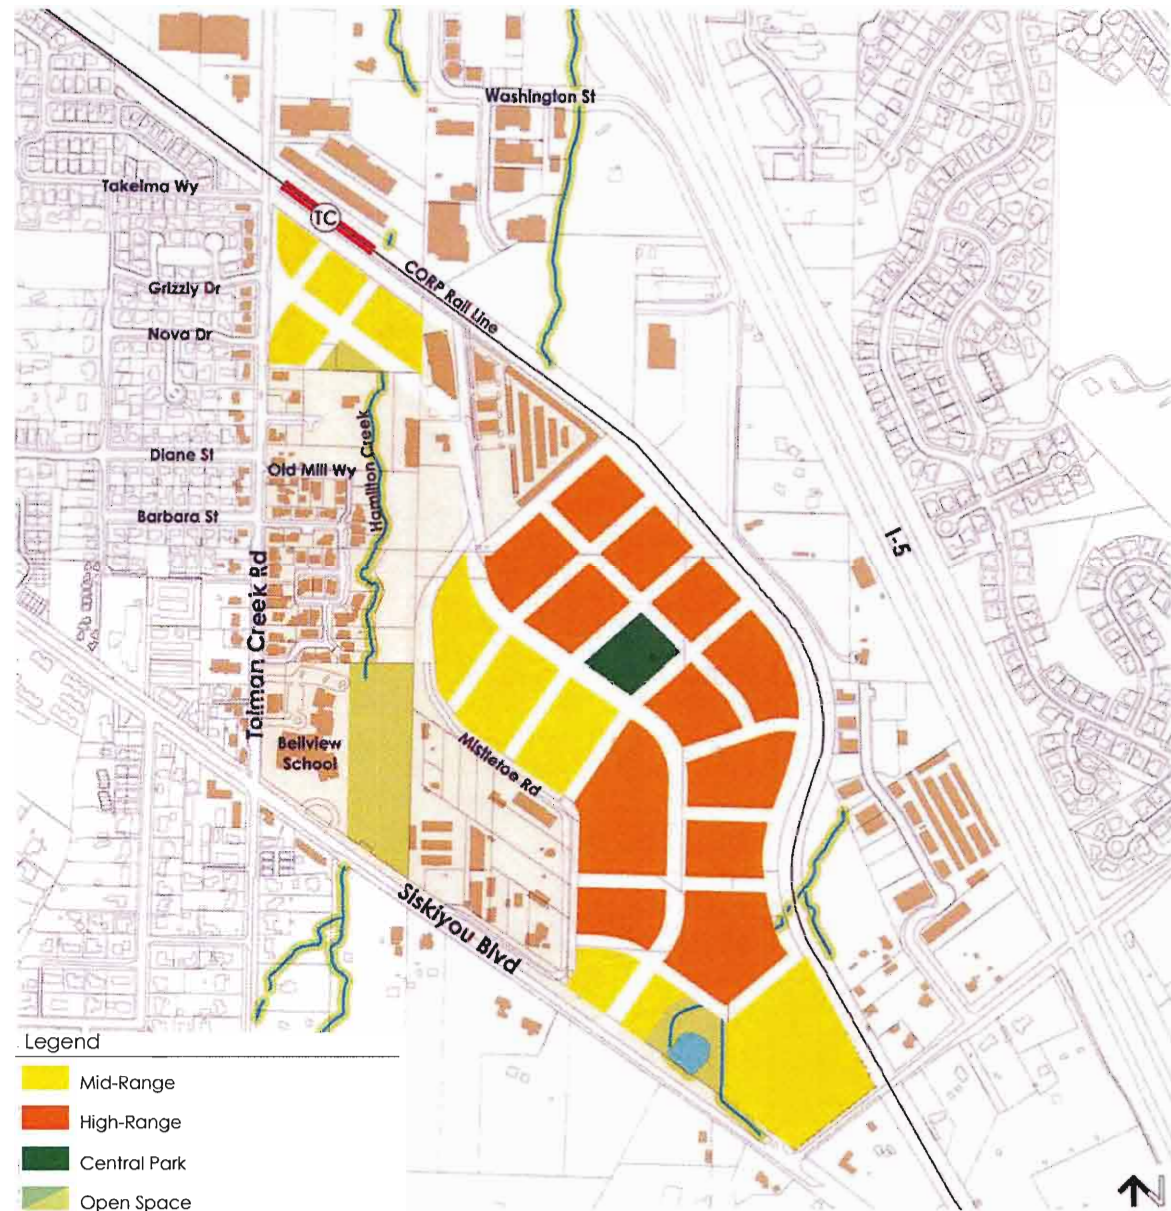 Washington St
Takelma Wy
TC
CORP Rail Line
Grizzly Dr
Nova Dr
Hamilton Creek
Diane St
Old Mill Wy
Barbara St
I-5
Tolman Creek Rd
Mistletoe Rd
Bellview
School
Siskiyou Blvd
Legend
Mid-Range
High-Range
Central Park
Open Space
N